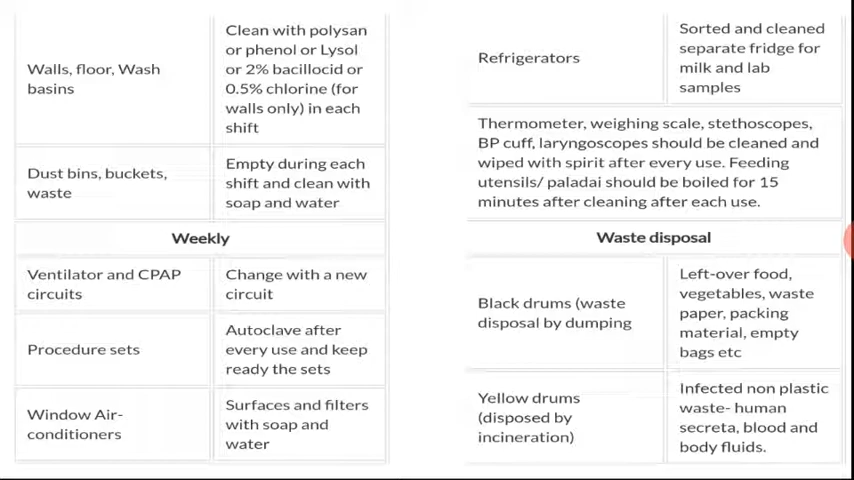 Walls, floor, Wash
basins
Clean with polysan
or phenol or Lysol
or 2% bacillocid or
0.5% chlorine (for
walls only) in each
shift
Dust bins, buckets,
waste
Empty during each
shift and clean with
soap and water
Weekly
Ventilator and CPAP
circuits
Change with a new
circuit
Procedure sets
Autoclave after
every use and keep
ready the sets
Window Air-
conditioners
Surfaces and filters
with soap and
water
Refrigerators
Sorted and cleaned
separate fridge for
milk and lab
samples
Thermometer, weighing scale, stethoscopes,
BP cuff, laryngoscopes should be cleaned and
wiped with spirit after every use. Feeding
utensils/ paladai should be boiled for 15
minutes after cleaning after each use.
Waste disposal
Black drums (waste
disposal by dumping
Left-over food,
vegetables, waste
paper, packing
material, empty
bags etc
Yellow drums
(disposed by
incineration)
Infected non plastic
waste- human
secreta, blood and
body fluids.